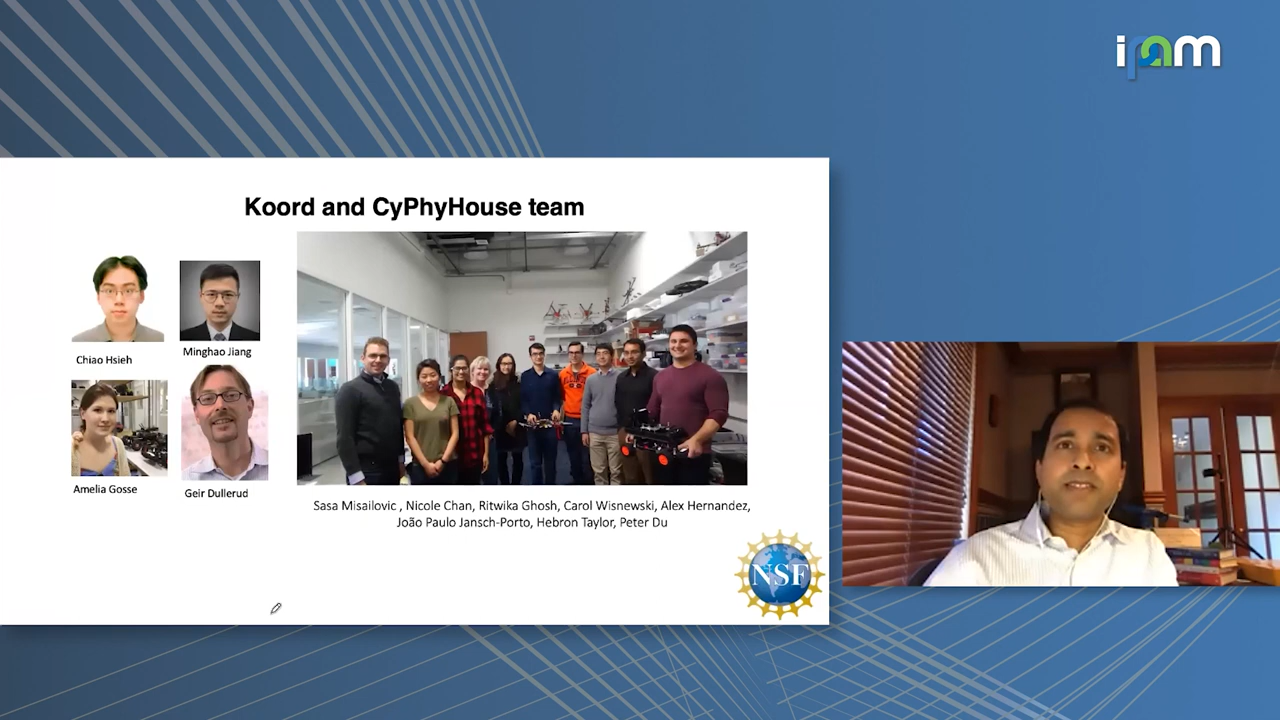 ipam
Koord and CyPhyHouse team
Chiao Hsieh
Minghao Jiang
Amelia Gosse
Geir Dullerud
Sasa Misailovic , Nicole Chan, Ritwika Ghosh, Carol Wisnewski, Alex Hernandez,
João Paulo Jansch-Porto, Hebron Taylor, Peter Du
NSF